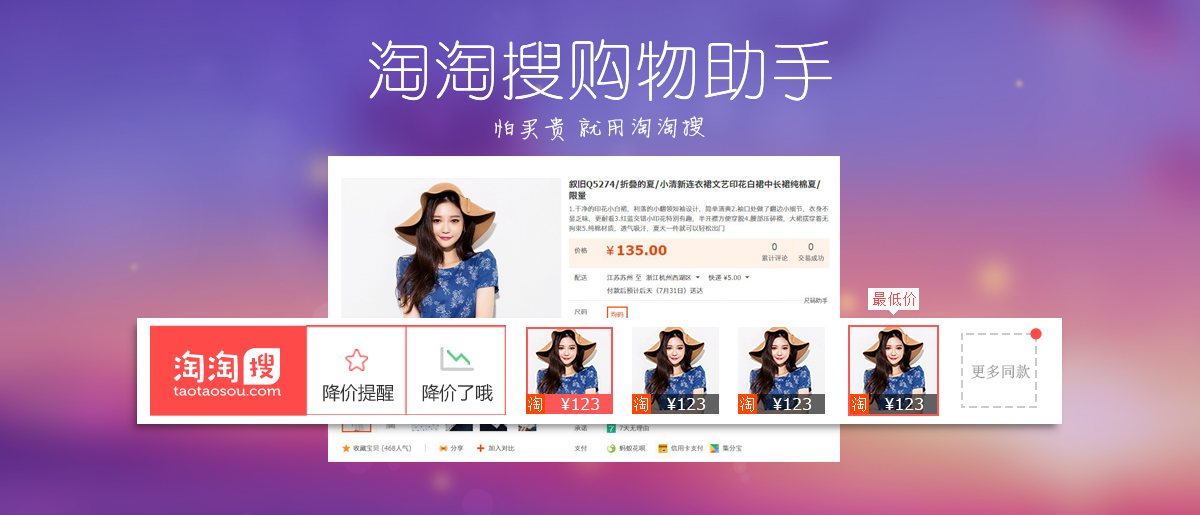 淘淘搜购物助手
怕买贵 就用淘淘搜
叙旧Q5274/折叠的夏/小清新连衣裙文艺印花白裙中长裙纯棉夏/
限量
1.干净的印花小白裙，利落的小翻领短袖设计，简单清爽2.袖口处做了翻边小细节，衣身不
是乏味，更耐看3.红蓝交错小印花特别有趣，半开襟方便穿脱4.腰部压碎褶，大裙摆穿着无
拘束5.纯棉材质，透气吸汗，夏天一件就可以轻松出门
价格 ¥135.00 0 0
累计评论 交易成功
配送 江苏苏州 至 浙江杭州西湖区 快递 ¥5.00
付款后预计后天（7月31日）送达
尺码助手
尺码 均码
最低价
淘淘搜
taotaosou.com
降价提醒
降价了哦
淘 ¥123
淘 ¥123
淘 ¥123
淘 ¥123
更多同款
承诺 7 7天无理由
收藏宝贝 (468人气) 分享 加入对比 支付 蚂蚁花呗 信用卡支付 集分宝